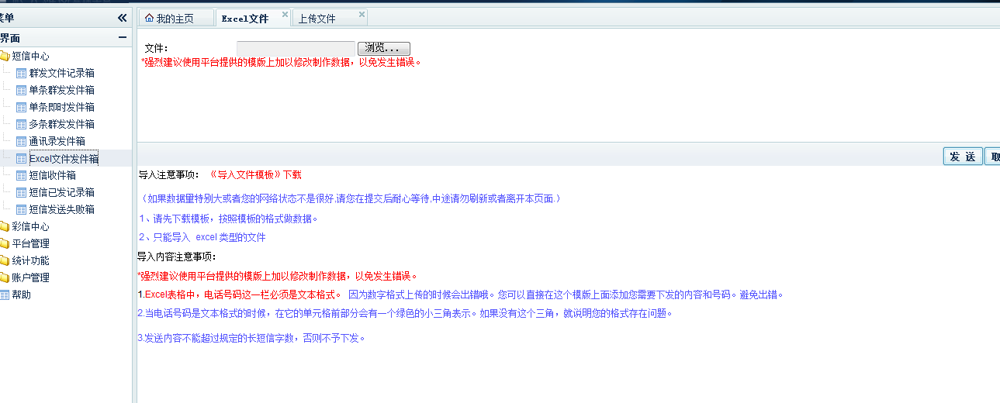 菜单
界面
短信中心
群发文件记录箱
单条群发发件箱
单条即时发件箱
多条群发发件箱
通讯录发件箱
Excel文件发件箱
短信收件箱
短信已发记录箱
短信发送失败箱
彩信中心
平台管理
统计功能
账户管理
帮助
我的主页
Excel文件
上传文件
文件：
浏览...
*强烈建议使用平台提供的模版上加以修改制作数据，以免发生错误。
发 送
取
导入注意事项： 《导入文件模板》下载
（如果数据量特别大或者您的网络状态不是很好,请您在提交后耐心等待,中途请勿刷新或者离开本页面.）
1、请先下载模板，按照模板的格式做数据。
2、只能导入 excel 类型的文件
导入内容注意事项：
*强烈建议使用平台提供的模版上加以修改制作数据，以免发生错误。
1.Excel表格中，电话号码这一栏必须是文本格式。 因为数字格式上传的时候会出错哦。您可以直接在这个模版上面添加您需要下发的内容和号码。避免出错。
2.当电话号码是文本格式的时候，在它的单元格前部分会有一个绿色的小三角表示。如果没有这个三角，就说明您的格式存在问题。
3.发送内容不能超过规定的长短信字数，否则不予下发。